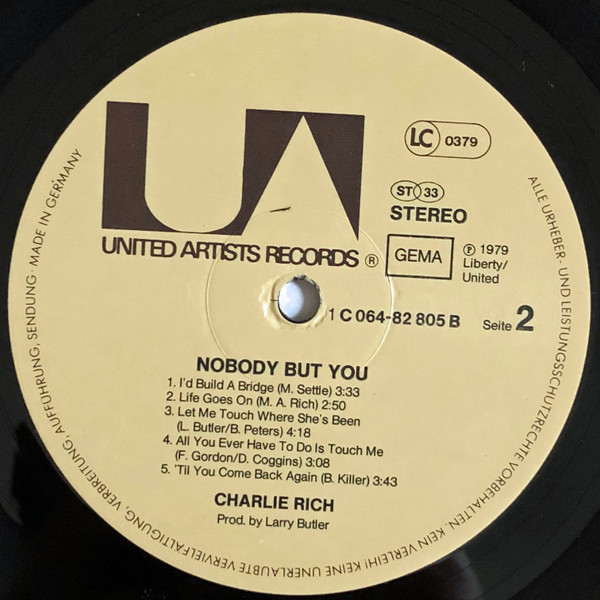 UA
UNITED ARTISTS RECORDS ®
LC 0379
ST 33
STEREO
GEMA
℗ 1979
Liberty/
United
1 C 064-82 805 B
Seite 2
NOBODY BUT YOU
1. I'd Build A Bridge (M. Settle) 3:33
2. Life Goes On (M. A. Rich) 2:50
3. Let Me Touch Where She's Been
(L. Butler/B. Peters) 4:18
4. All You Ever Have To Do Is Touch Me
(F. Gordon/D. Coggins) 3:08
5. 'Til You Come Back Again (B. Killer) 3:43
CHARLIE RICH
Prod. by Larry Butler
ALLE URHEBER- UND LEISTUNGSSCHUTZRECHTE VORBEHALTEN. KEIN VERLEIH! KEINE UNERLAUBTE VERVIELFÄLTIGUNG, VERBREITUNG, AUFFÜHRUNG, SENDUNG · MADE IN GERMANY